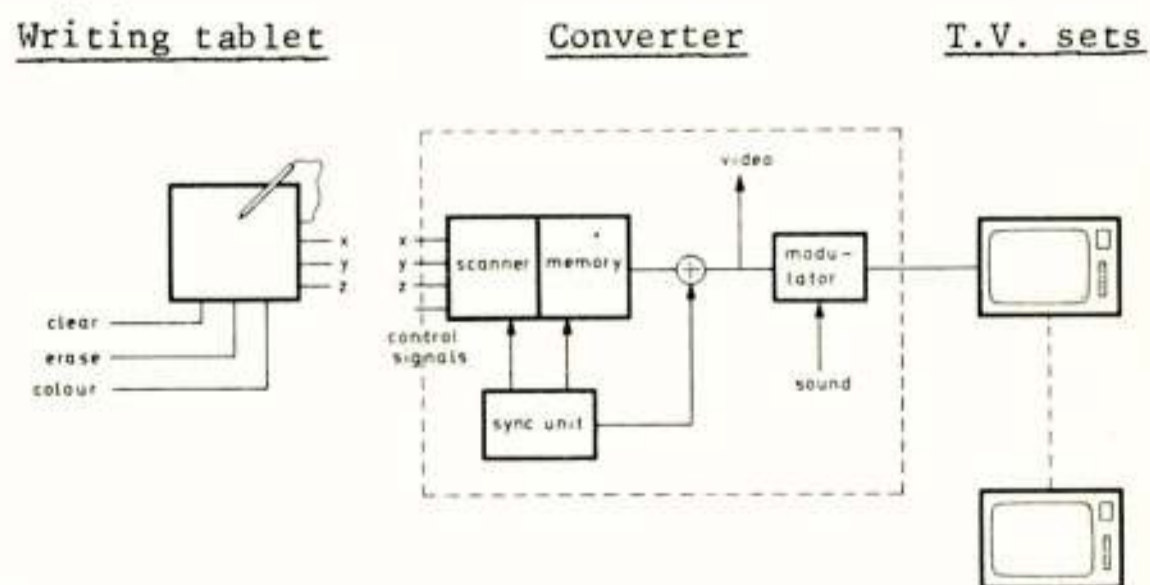 Writing tablet
Converter
T.V. sets
video
x
y
z
x
y
z
scanner
memory
modu-
lator
clear
erase
colour
control
signals
sound
sync unit